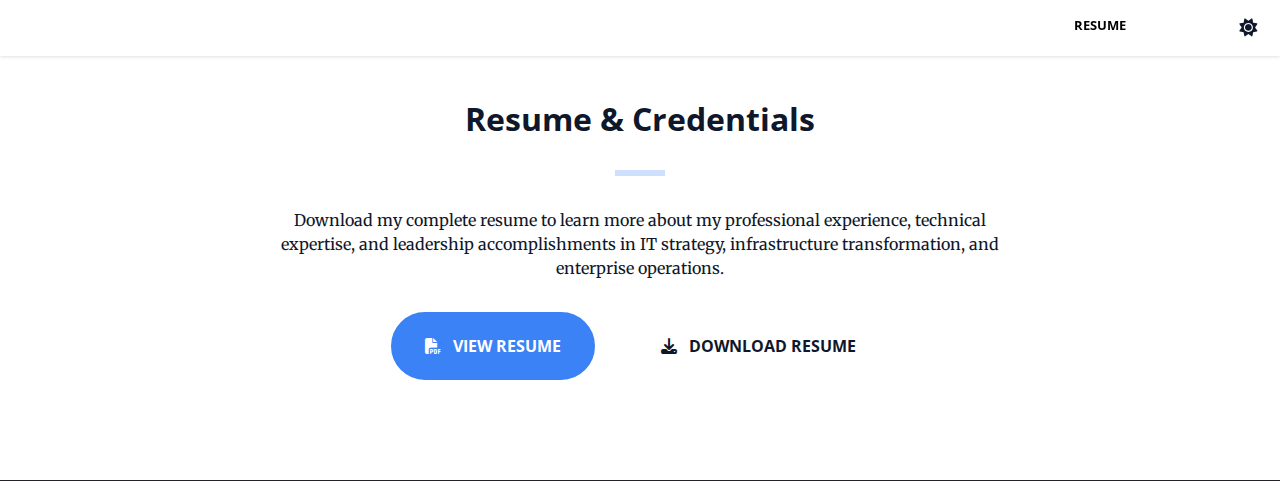 RESUME
Resume & Credentials
Download my complete resume to learn more about my professional experience, technical
expertise, and leadership accomplishments in IT strategy, infrastructure transformation, and
enterprise operations.
VIEW RESUME
DOWNLOAD RESUME